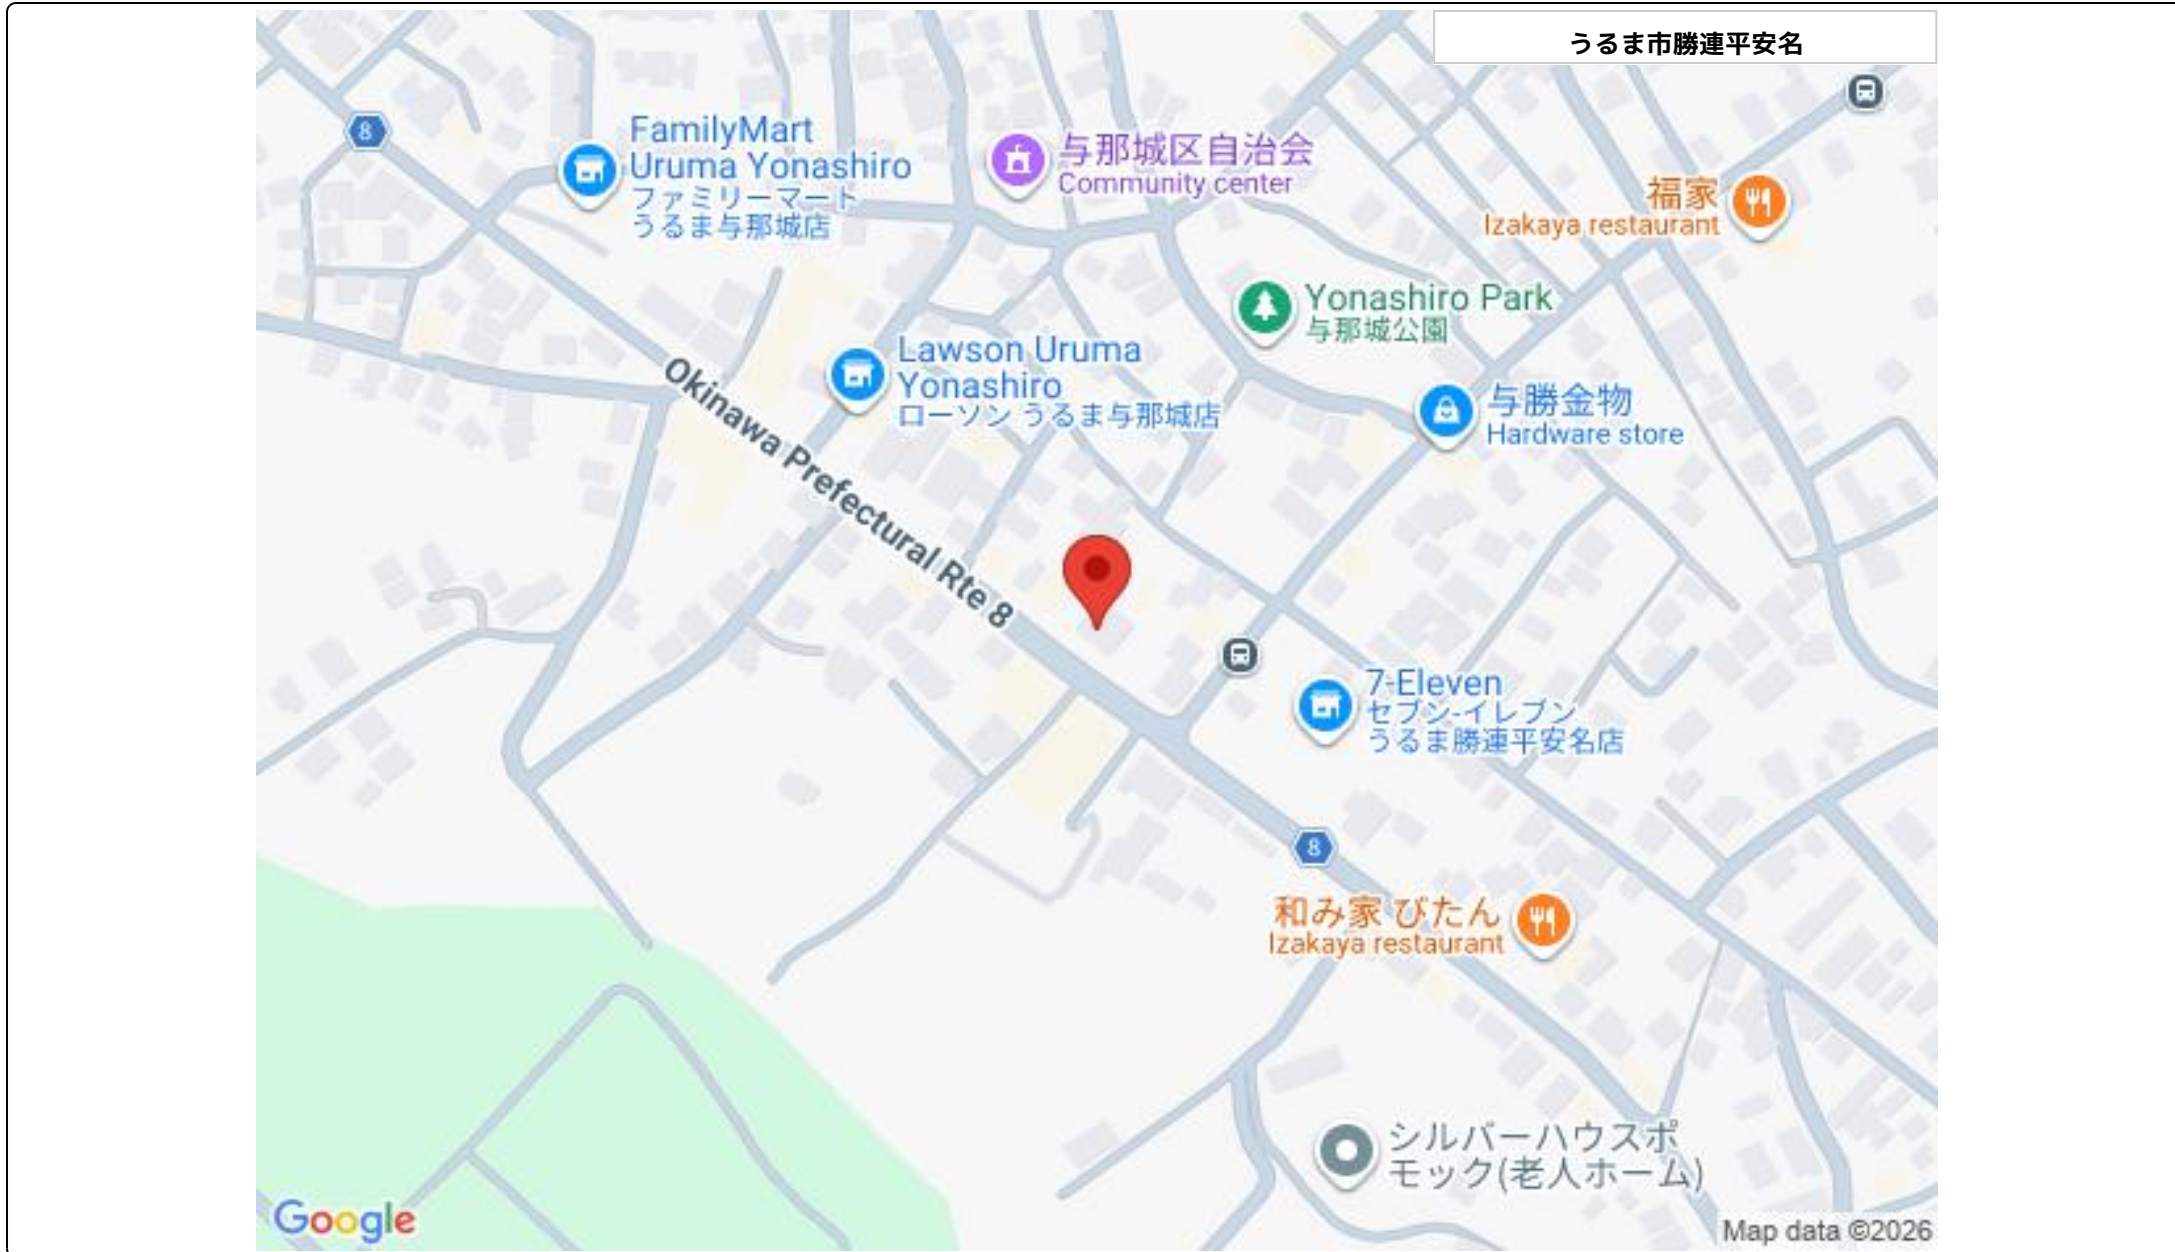 うるま市勝連平安名
8
FamilyMart
Uruma Yonashiro
ファミリーマート
うるま与那城店
与那城区自治会
Community center
福家
Izakaya restaurant
Yonashiro Park
与那城公園
Lawson Uruma
Yonashiro
ローソン うるま与那城店
Okinawa Prefectural Rte 8
与勝金物
Hardware store
7-Eleven
セブン-イレブン
うるま勝連平安名店
8
和み家 びたん
Izakaya restaurant
シルバーハウスポ
モック(老人ホーム)
Google
Map data ©2026